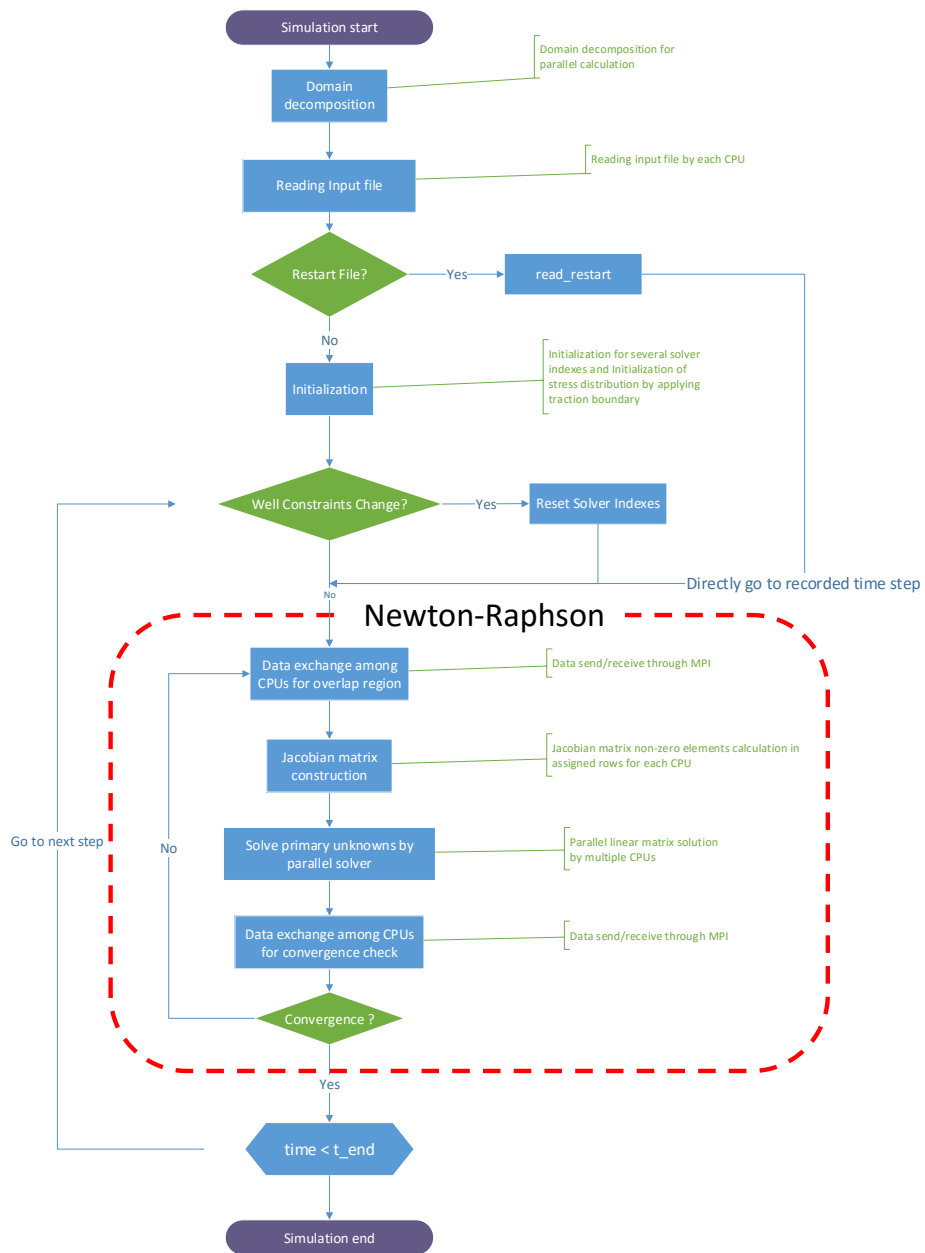 Simulation start
Domain decomposition for
parallel calculation
Domain
decomposition
Reading input file by each CPU
Reading Input file
Restart File?
Yes
read_restart
No
Initialization for several solver
indexes and Initialization of
stress distribution by applying
traction boundary
Initialization
Well Constraints Change?
Yes
Reset Solver Indexes
Directly go to recorded time step
No
Newton-Raphson
Data exchange among
CPUs for overlap region
Data send/receive through MPI
Jacobian matrix
construction
Jacobian matrix non-zero elements calculation in
assigned rows for each CPU
Go to next step
No
Solve primary unknowns by
parallel solver
Parallel linear matrix solution
by multiple CPUs
Data exchange among CPUs
for convergence check
Data send/receive through MPI
Convergence ?
Yes
time < t_end
Simulation end